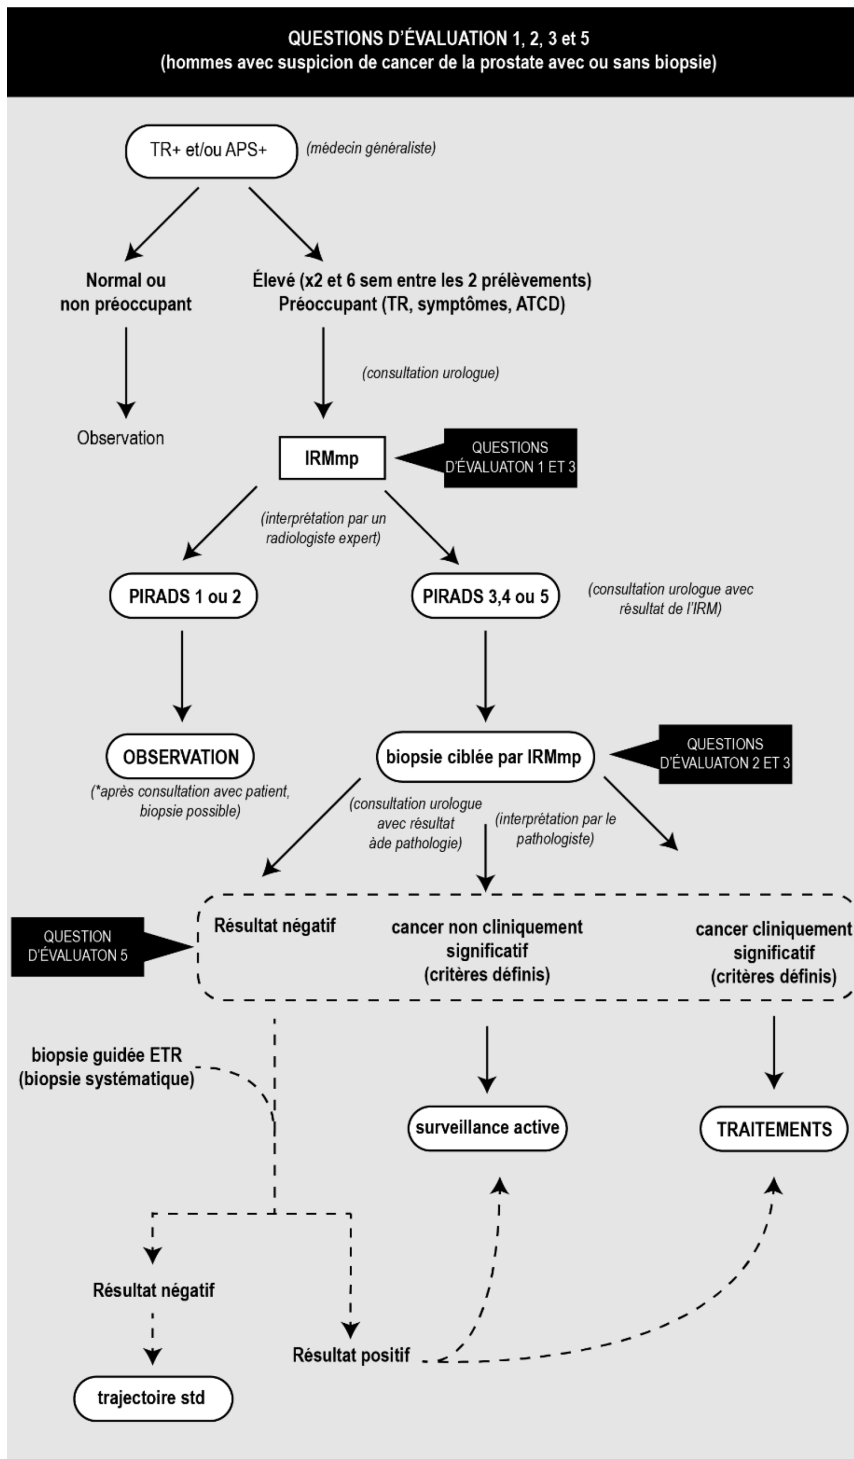 QUESTIONS D'ÉVALUATION 1, 2, 3 et 5
(hommes avec suspicion de cancer de la prostate avec ou sans biopsie)
TR+ et/ou APS+
(médecin généraliste)
Normal ou
non préoccupant
Élevé (x2 et 6 sem entre les 2 prélèvements)
Préoccupant (TR, symptômes, ATCD)
(consultation urologue)
Observation
IRMmp
QUESTIONS
D'ÉVALUATON 1 ET 3
(interprétation par un
radiologiste expert)
PIRADS 1 ou 2
PIRADS 3,4 ou 5
(consultation urologue avec
résultat de l'IRM)
OBSERVATION
(*après consultation avec patient,
biopsie possible)
biopsie ciblée par IRMmp
QUESTIONS
D'ÉVALUATON 2 ET 3
(consultation urologue
avec résultat
àde pathologie)
(interprétation par le
pathologiste)
QUESTION
D'ÉVALUATON 5
Résultat négatif
cancer non cliniquement
significatif
(critères définis)
cancer cliniquement
significatif
(critères définis)
biopsie guidée ETR
(biopsie systématique)
surveillance active
TRAITEMENTS
Résultat négatif
Résultat positif
trajectoire std